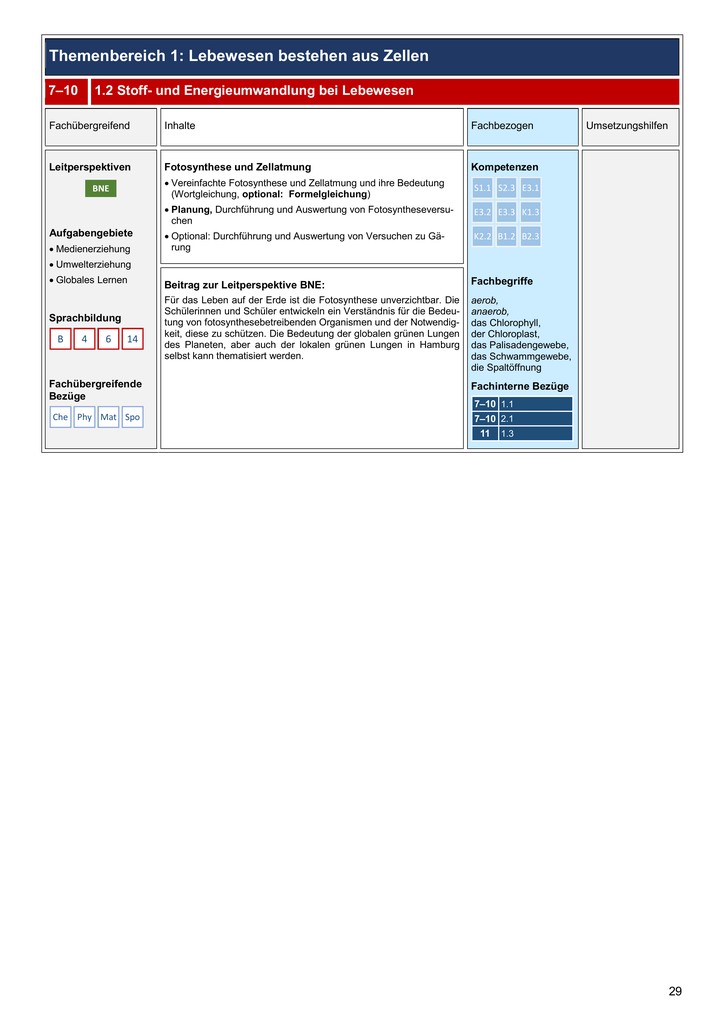 Themenbereich 1: Lebewesen bestehen aus Zellen
7–10 1.2 Stoff- und Energieumwandlung bei Lebewesen
Fachübergreifend Inhalte Fachbezogen Umsetzungshilfen
Leitperspektiven
BNE
Aufgabengebiete
• Medienerziehung
• Umwelterziehung
• Globales Lernen
Sprachbildung
B 4 6 14
Fachübergreifende
Bezüge
Che Phy Mat Spo
Fotosynthese und Zellatmung
• Vereinfachte Fotosynthese und Zellatmung und ihre Bedeutung
(Wortgleichung, optional: Formelgleichung)
• Planung, Durchführung und Auswertung von Fotosyntheseversu-
chen
• Optional: Durchführung und Auswertung von Versuchen zu Gä-
rung
Beitrag zur Leitperspektive BNE:
Für das Leben auf der Erde ist die Fotosynthese unverzichtbar. Die
Schülerinnen und Schüler entwickeln ein Verständnis für die Bedeu-
tung von fotosynthesebetreibenden Organismen und der Notwendig-
keit, diese zu schützen. Die Bedeutung der globalen grünen Lungen
des Planeten, aber auch der lokalen grünen Lungen in Hamburg
selbst kann thematisiert werden.
Kompetenzen
S1.1 S2.3 E3.1
E3.2 E3.3 K1.3
K2.2 B1.2 B2.3
Fachbegriffe
aerob,
anaerob,
das Chlorophyll,
der Chloroplast,
das Palisadengewebe,
das Schwammgewebe,
die Spaltöffnung
Fachinterne Bezüge
7–10 1.1
7–10 2.1
11 1.3
29